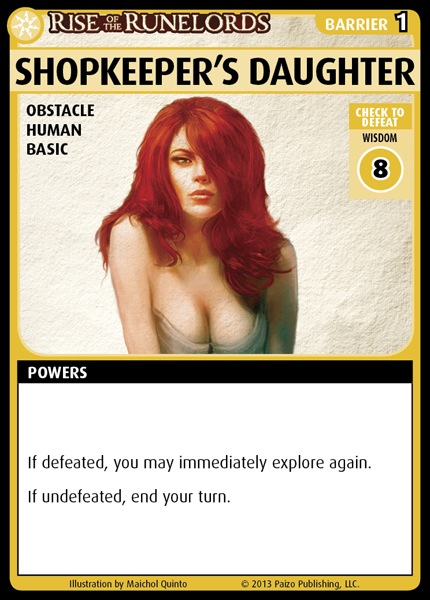 RISE OF THE RUNELORDS BARRIER 1
SHOPKEEPER'S DAUGHTER
OBSTACLE
HUMAN
BASIC
CHECK TO
DEFEAT
WISDOM
8
POWERS
If defeated, you may immediately explore again.
If undefeated, end your turn.
Illustration by Maichol Quinto © 2013 Paizo Publishing, LLC.